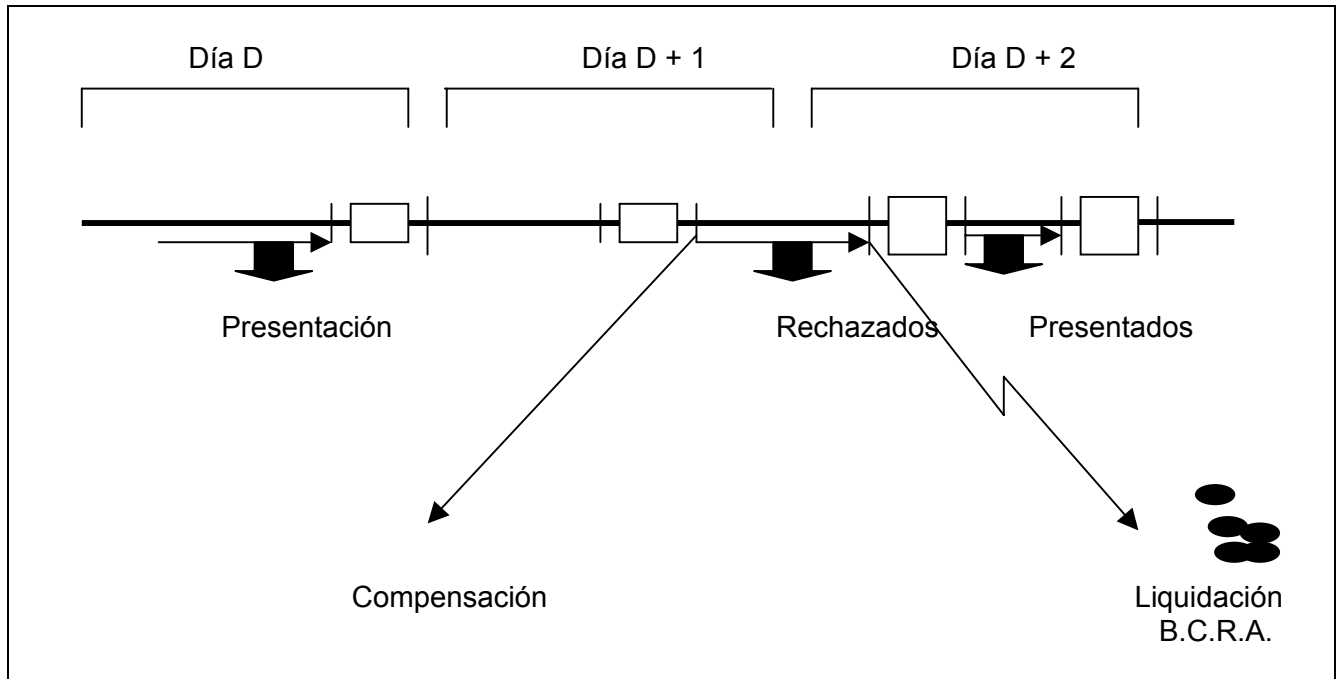 Día D
Día D + 1
Día D + 2
Presentación
Rechazados
Presentados
Compensación
Liquidación
B.C.R.A.